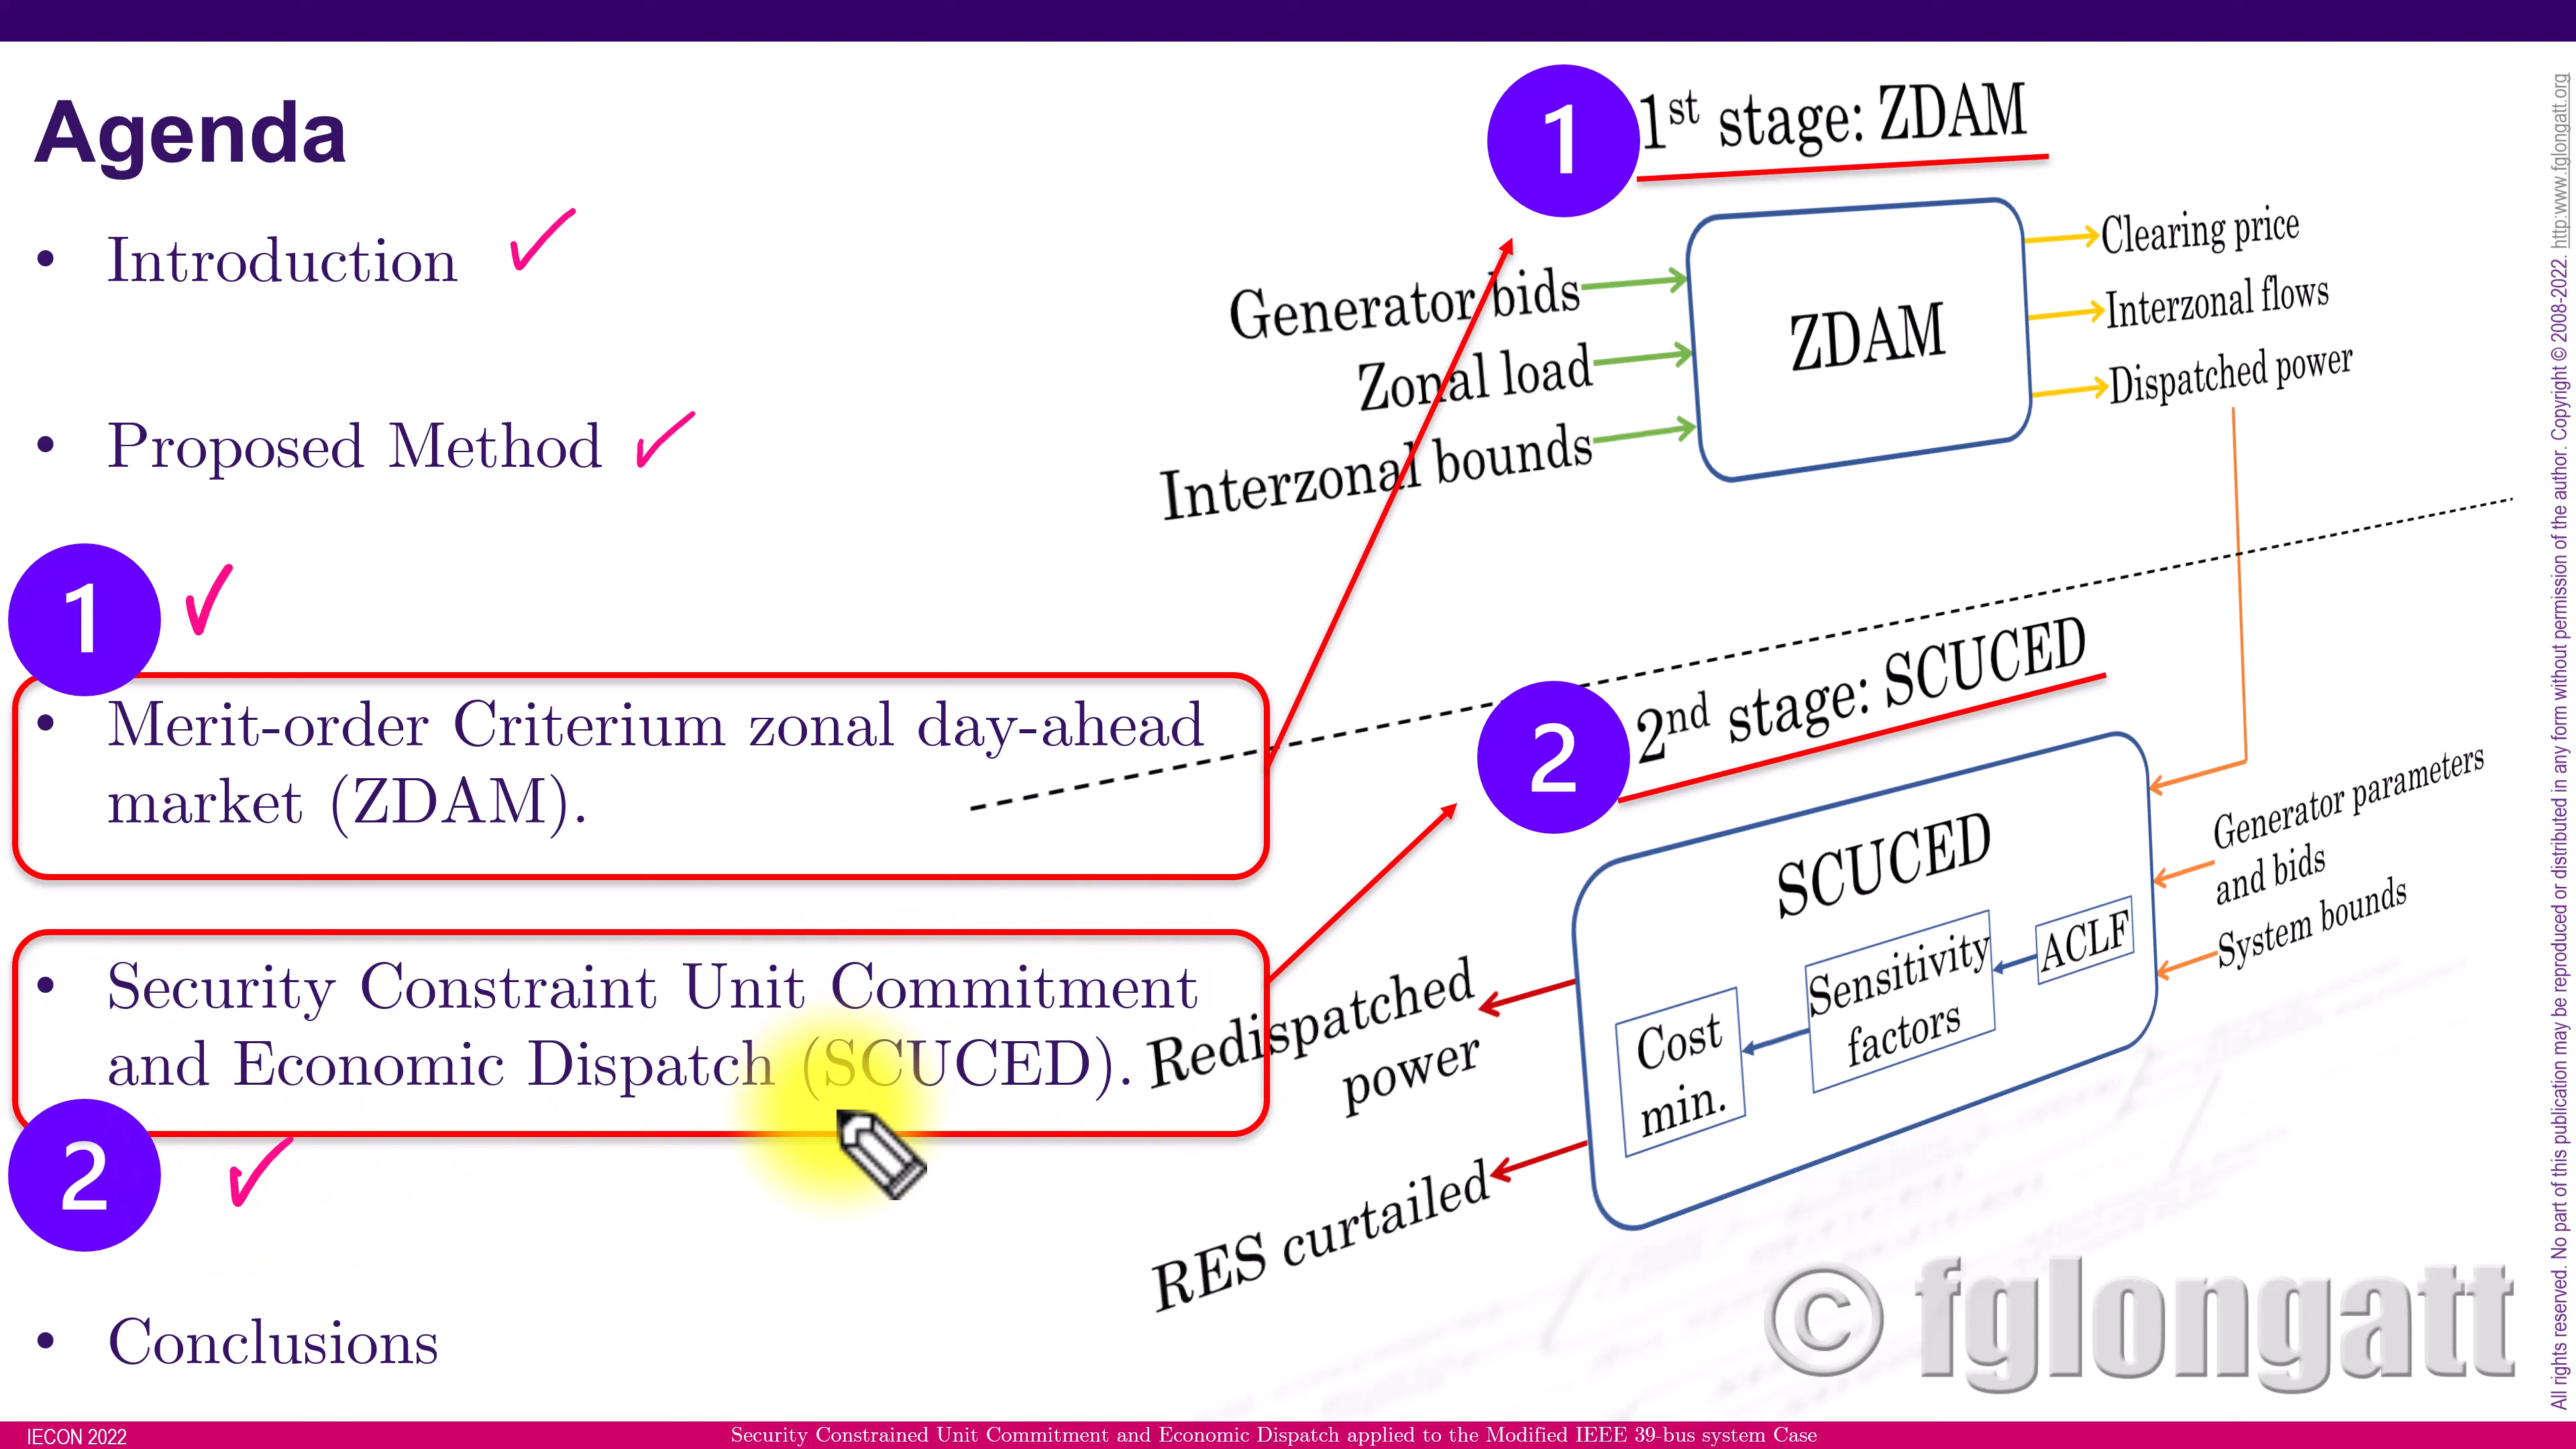 Agenda
• Introduction
• Proposed Method
1
• Merit-order Criterium zonal day-ahead
market (ZDAM).
• Security Constraint Unit Commitment
and Economic Dispatch (SCUCED).
2
• Conclusions
1
1st stage: ZDAM
Generator bids
Zonal load
Interzonal bounds
ZDAM
Clearing price
Interzonal flows
Dispatched power
2
2nd stage: SCUCED
SCUCED
ACLF
Sensitivity
factors
Cost
min.
Generator parameters
and bids
System bounds
Redispatched
power
RES curtailed
© fglongatt
All rights reserved. No part of this publication may be reproduced or distributed in any form without permission of the author. Copyright © 2008-2022. http:www.fglongatt.org
IECON 2022
Security Constrained Unit Commitment and Economic Dispatch applied to the Modified IEEE 39-bus system Case